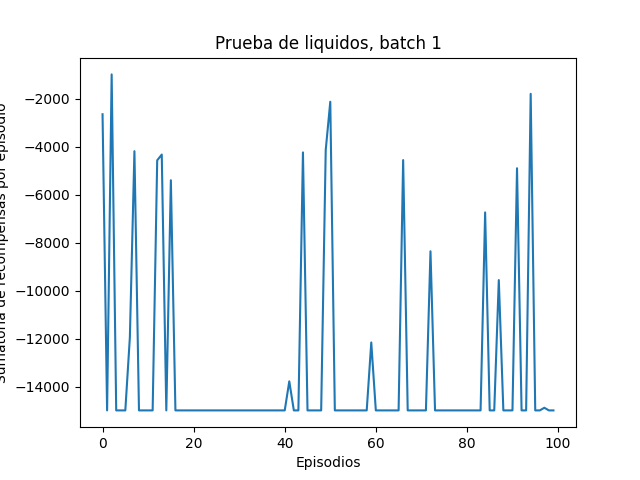 Prueba de liquidos, batch 1
Sumatoria de recompensas por episodio
−2000
−4000
−6000
−8000
−10000
−12000
−14000
0 20 40 60 80 100
Episodios